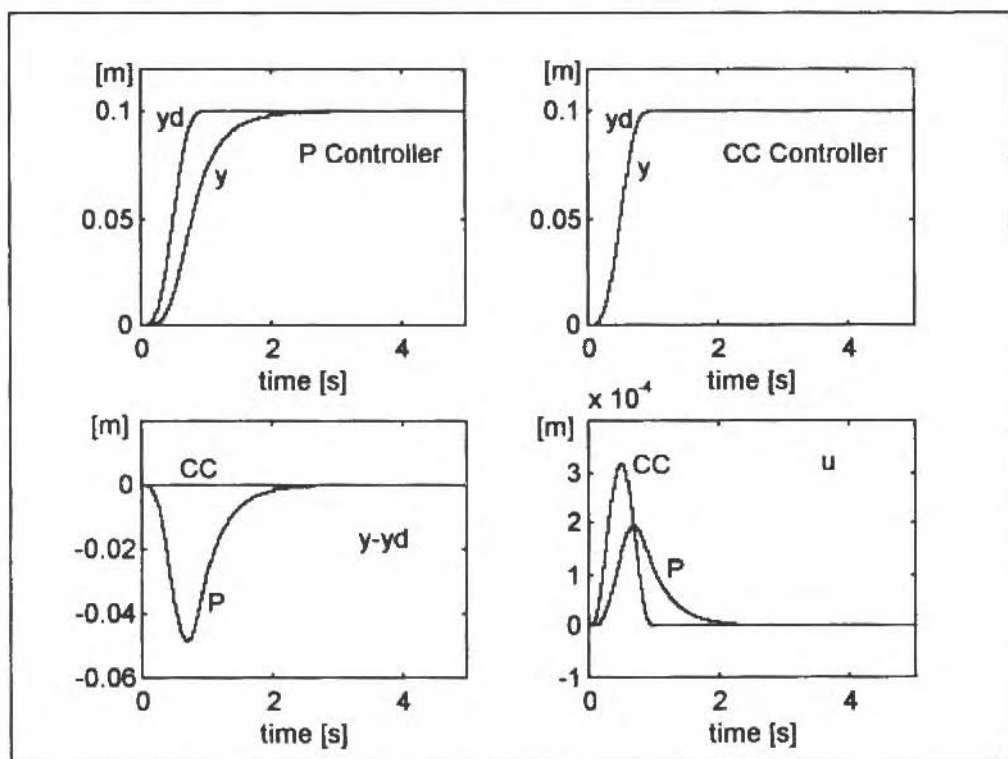 [m]
0.1
yd
y
P Controller
0.05
0
0
2
4
time [s]
[m]
0.1
yd
y
CC Controller
0.05
0
0
2
4
time [s]
[m]
0
CC
-0.02
y-yd
-0.04
P
-0.06
0
2
4
time [s]
x 10-4
[m]
3
CC
u
2
1
P
0
-1
0
2
4
time [s]